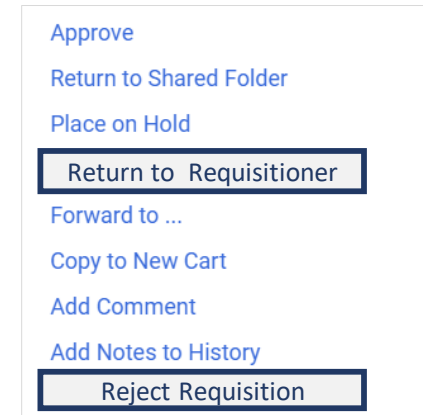 Approve
Return to Shared Folder
Place on Hold
Return to Requisitioner
Forward to ...
Copy to New Cart
Add Comment
Add Notes to History
Reject Requisition